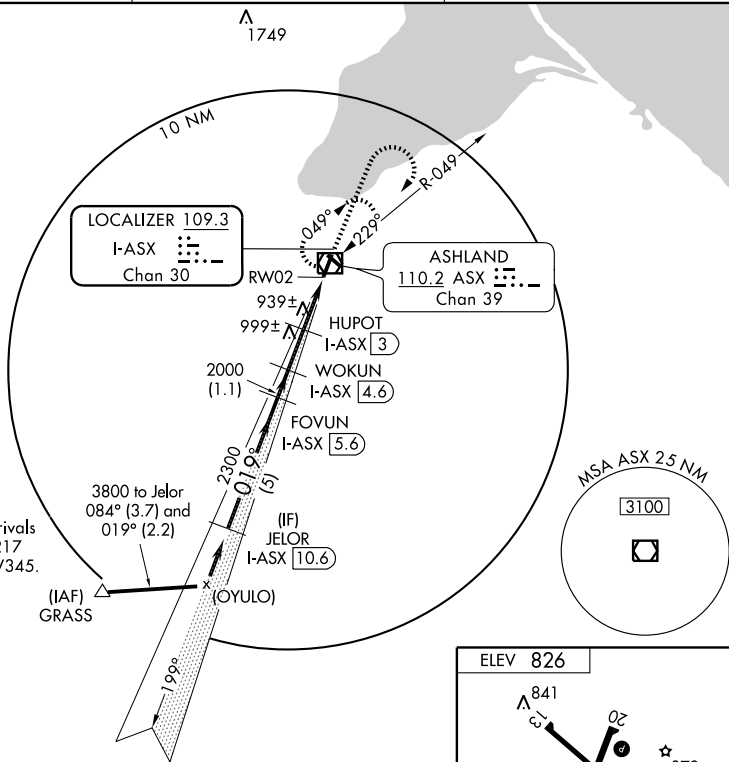 1749
10 NM
R-049
049°
229°
LOCALIZER 109.3
I-ASX
Chan 30
ASHLAND
110.2 ASX
Chan 39
RW02
939±
999±
HUPOT
I-ASX 3
2000
(1.1)
WOKUN
I-ASX 4.6
FOVUN
I-ASX 5.6
2300
019°
(5)
MSA ASX 25 NM
3100
3800 to Jelor
084° (3.7) and
019° (2.2)
(IF)
JELOR
I-ASX 10.6
(IAF)
GRASS
(OYULO)
199°
ELEV 826
841
13
20
P